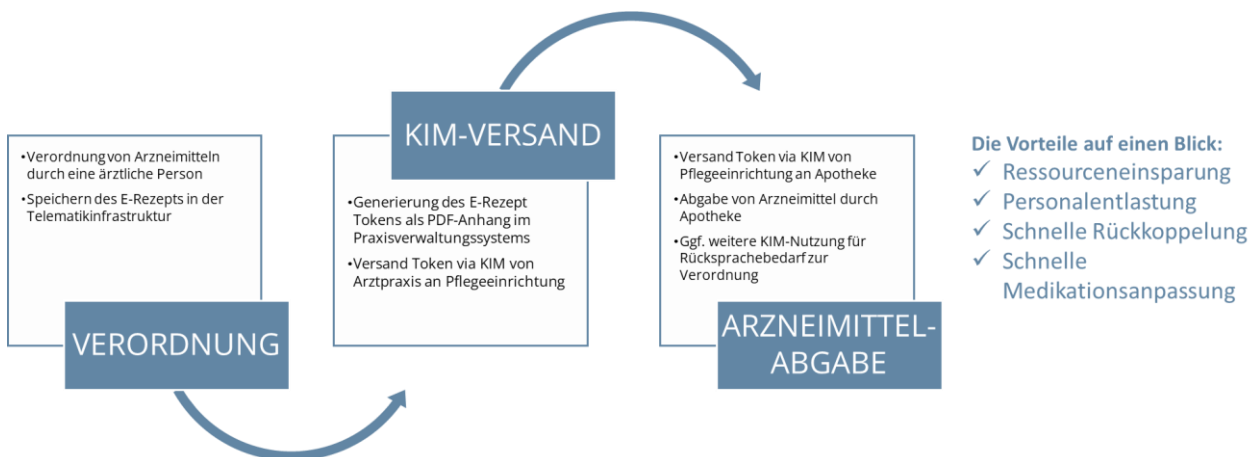 •Verordnung von Arzneimitteln
durch eine ärztliche Person
•Speichern des E-Rezepts in der
Telematikinfrastruktur
VERORDNUNG
KIM-VERSAND
•Generierung des E-Rezept
Tokens als PDF-Anhang im
Praxisverwaltungssystems
•Versand Token via KIM von
Arztpraxis an Pflegeeinrichtung
•Versand Token via KIM von
Pflegeeinrichtung an Apotheke
•Abgabe von Arzneimittel durch
Apotheke
•Ggf. weitere KIM-Nutzung für
Rücksprachebedarf zur
Verordnung
ARZNEIMITTEL-
ABGABE
Die Vorteile auf einen Blick:
✓ Ressourceneinsparung
✓ Personalentlastung
✓ Schnelle Rückkoppelung
✓ Schnelle
Medikationsanpassung